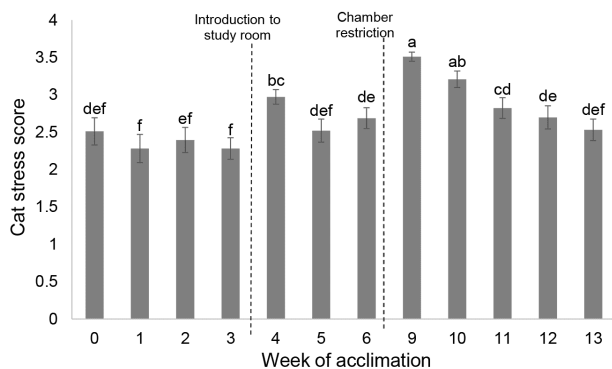 Introduction to
study room
Chamber
restriction
Cat stress score
4
3.5
3
2.5
2
1.5
1
0.5
0
def
f
ef
f
bc
def
de
a
ab
cd
de
def
0 1 2 3 4 5 6 9 10 11 12 13
Week of acclimation